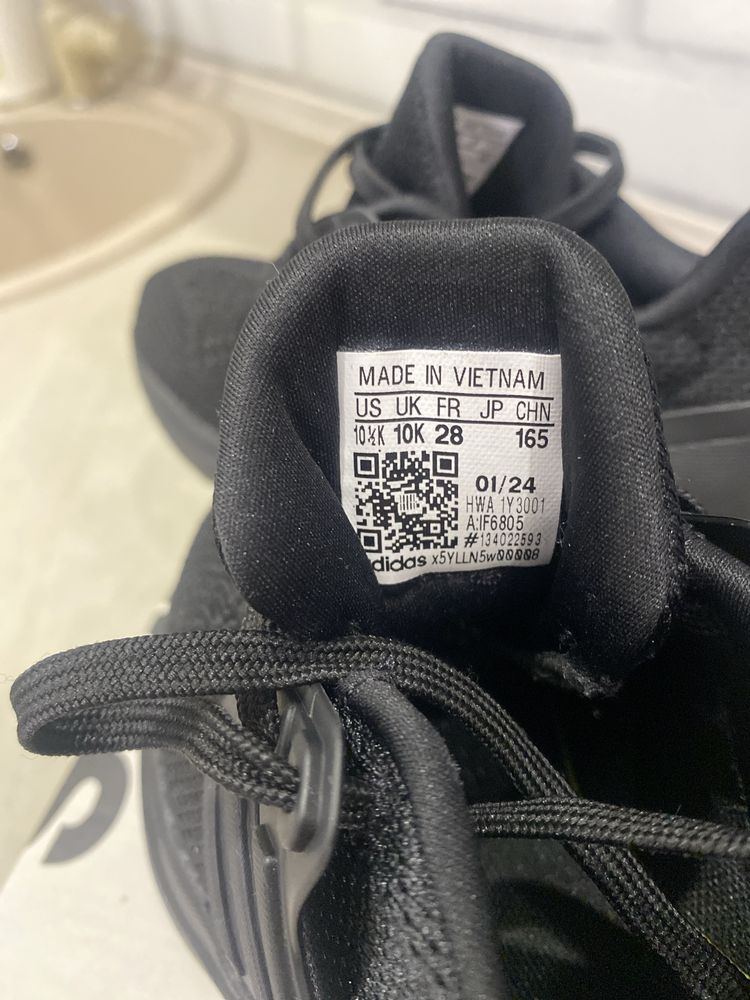 MADE IN VIETNAM
US UK FR JP CHN
10½K 10K 28 165
01/24
HWA 1Y3001
A:IF6805
#134022593
adidas x5YLLN5w00008